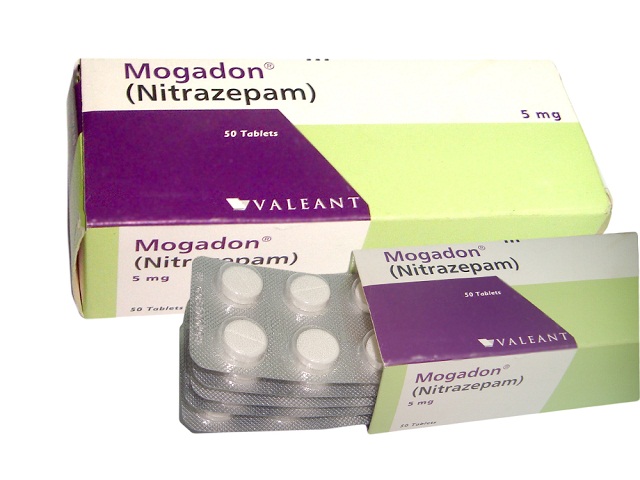 Mogadon®
(Nitrazepam)
5 mg
50 Tablets
VALEANT
Mogadon®
(Nitrazepam)
5 mg
50 Tablets
Mogadon®
(Nitrazepam)
50 Tablets
VALEANT
Mogadon®
(Nitrazepam)
5 mg
50 Tablets